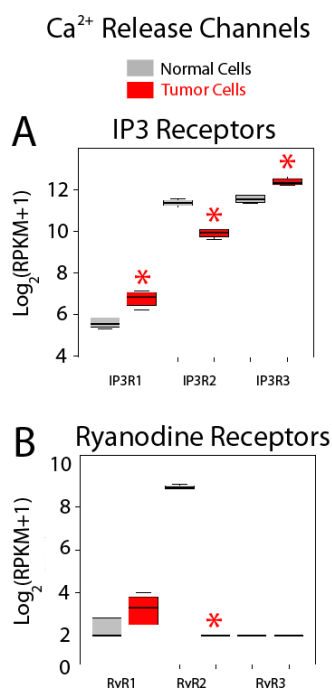 Ca²⁺ Release Channels
Normal Cells
Tumor Cells
A
IP3 Receptors
*
*
*
Log₂(RPKM+1)
12
10
8
6
4
IP3R1
IP3R2
IP3R3
B
Ryanodine Receptors
Log₂(RPKM+1)
10
8
6
4
2
0
*
RyR1
RyR2
RyR3